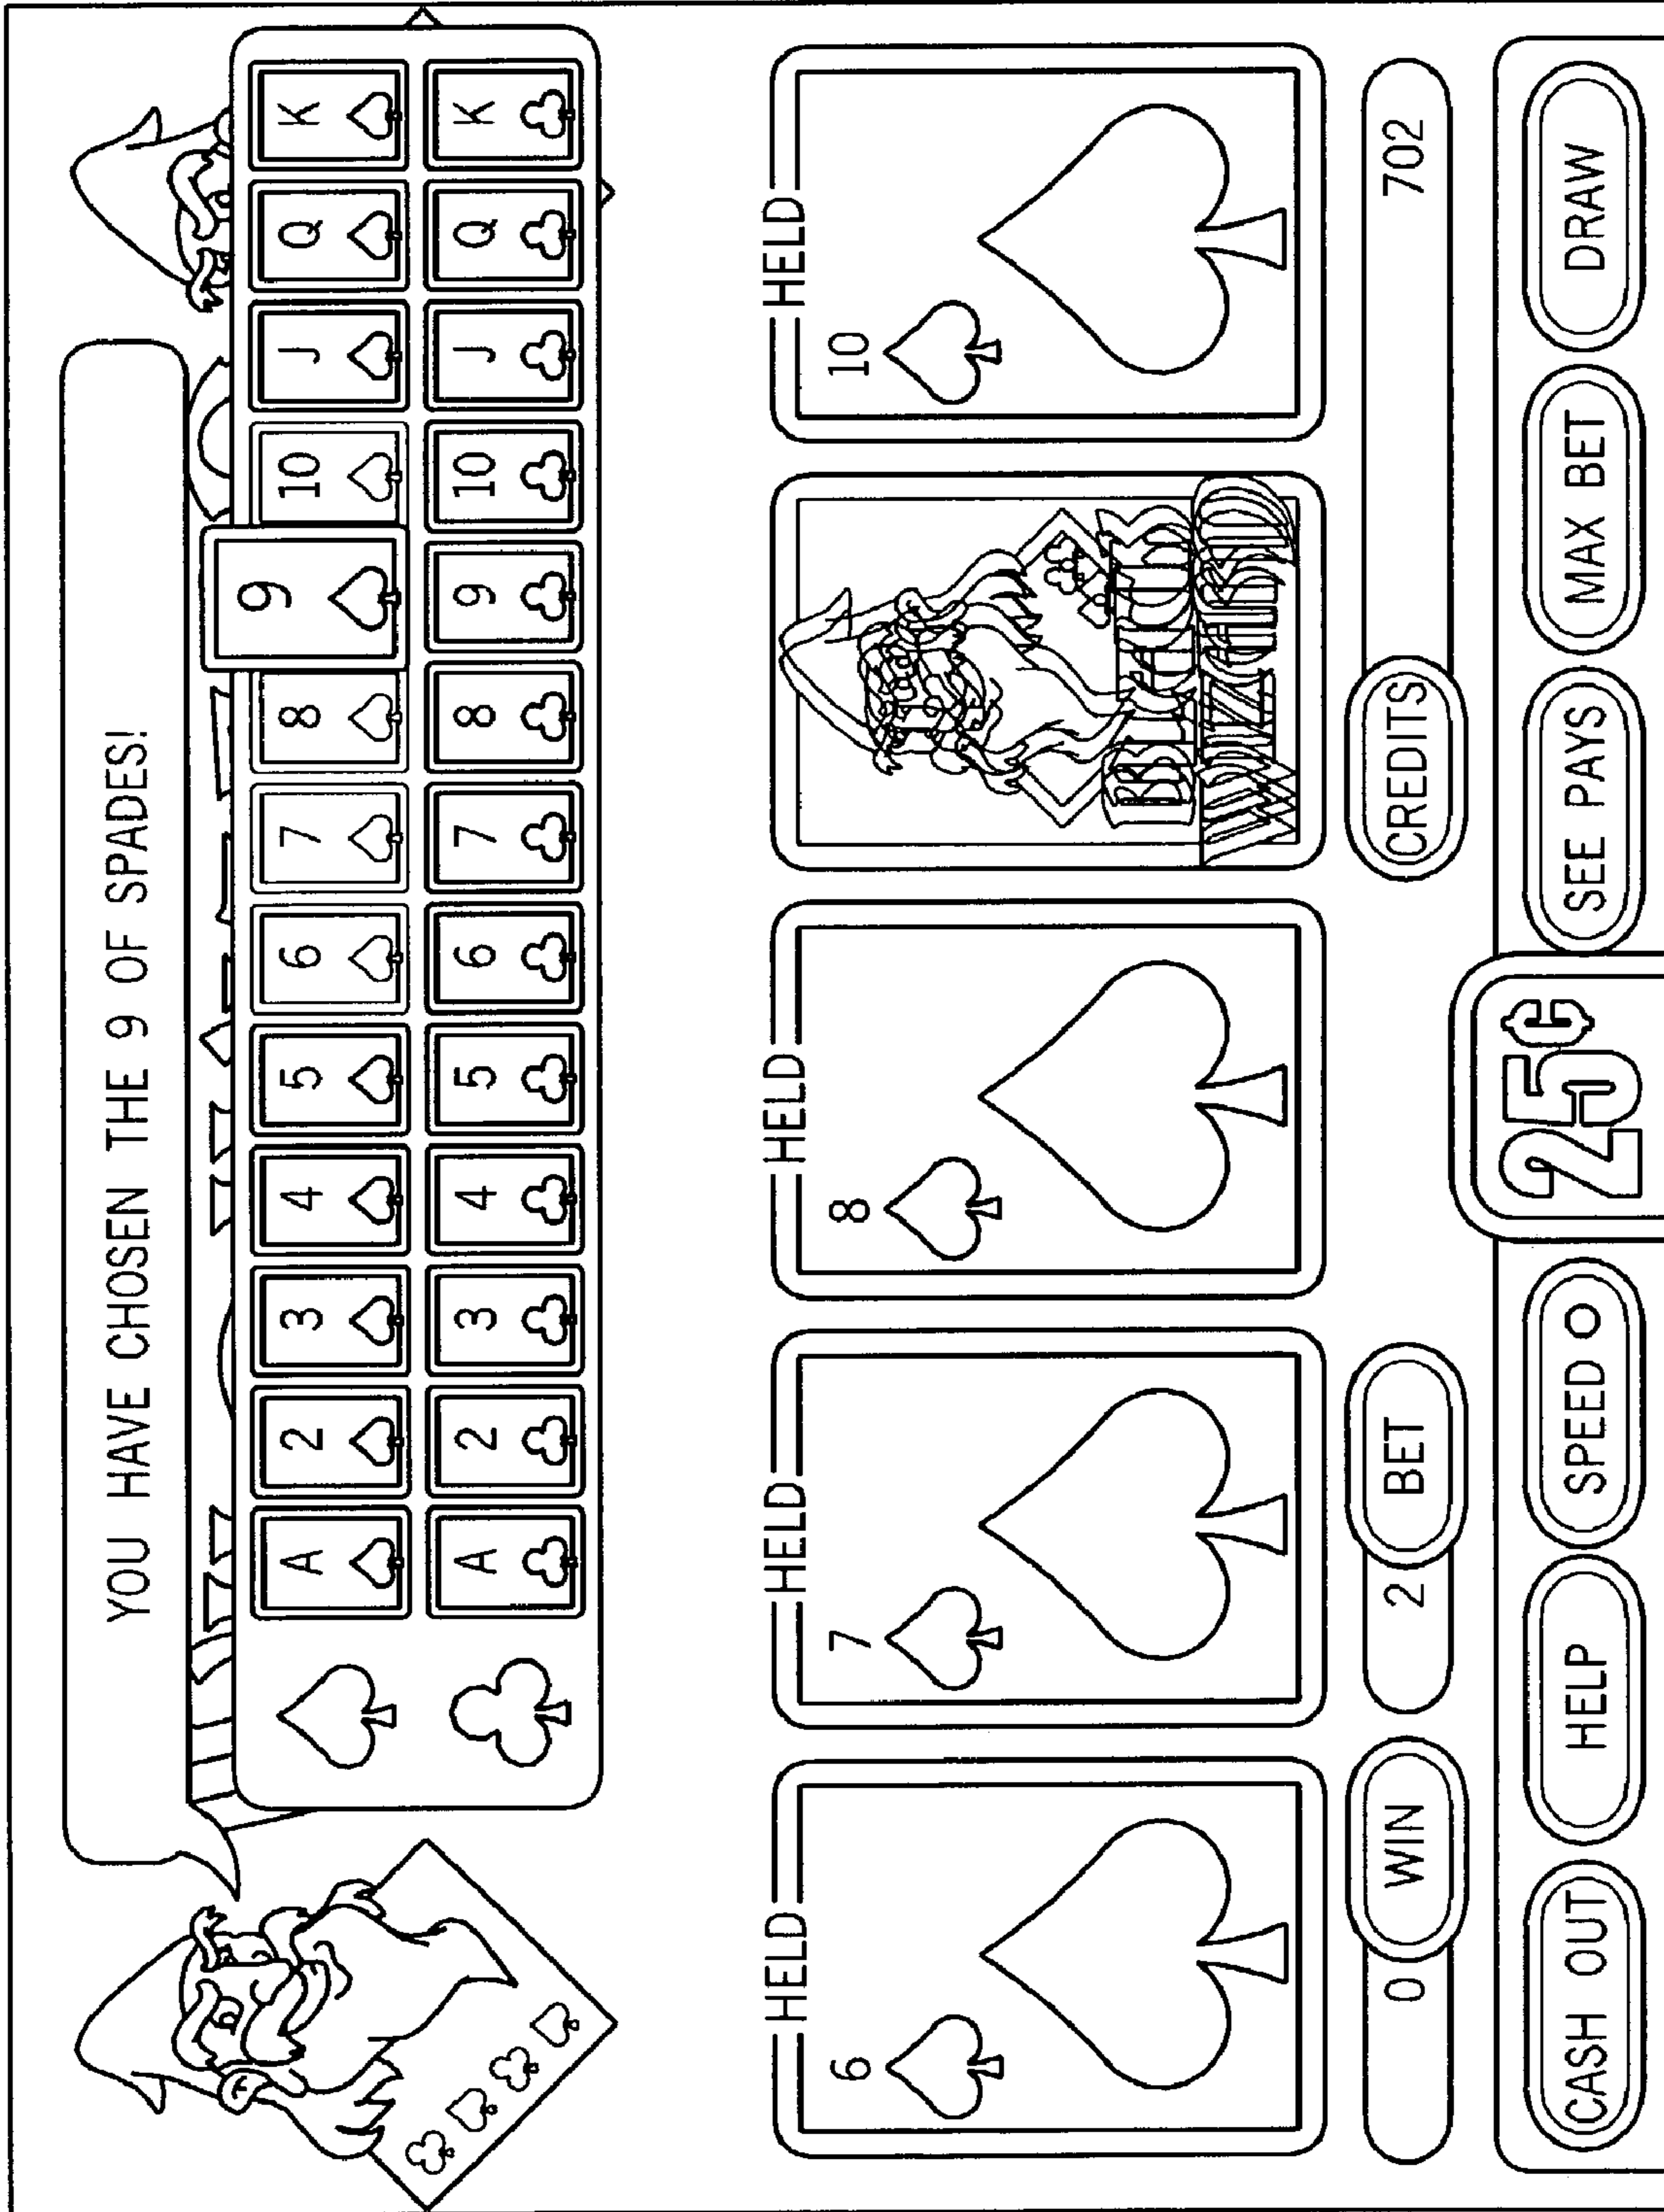 YOU HAVE CHOSEN THE 9 OF SPADES!
A 2 3 4 5 6 7 8 9 10 J Q K
A 2 3 4 5 6 7 8 9 10 J Q K
HELD HELD HELD HELD
6 7 8 10
BLACK
WIZARD
0 WIN 2 BET CREDITS 702
CASH OUT HELP SPEED O 25¢ SEE PAYS MAX BET DRAW